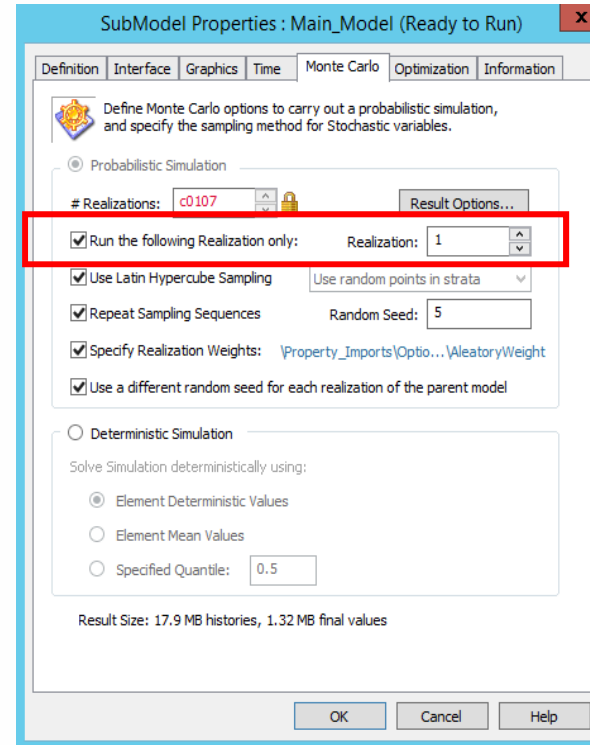 SubModel Properties : Main_Model (Ready to Run)
x
Definition Interface Graphics Time Monte Carlo Optimization Information
Define Monte Carlo options to carry out a probabilistic simulation,
and specify the sampling method for Stochastic variables.
Probabilistic Simulation
# Realizations: c0107 Result Options...
Run the following Realization only: Realization: 1
Use Latin Hypercube Sampling Use random points in strata
Repeat Sampling Sequences Random Seed: 5
Specify Realization Weights: \Property_Imports\Optio...\AleatoryWeight
Use a different random seed for each realization of the parent model
Deterministic Simulation
Solve Simulation deterministically using:
Element Deterministic Values
Element Mean Values
Specified Quantile: 0.5
Result Size: 17.9 MB histories, 1.32 MB final values
OK Cancel Help